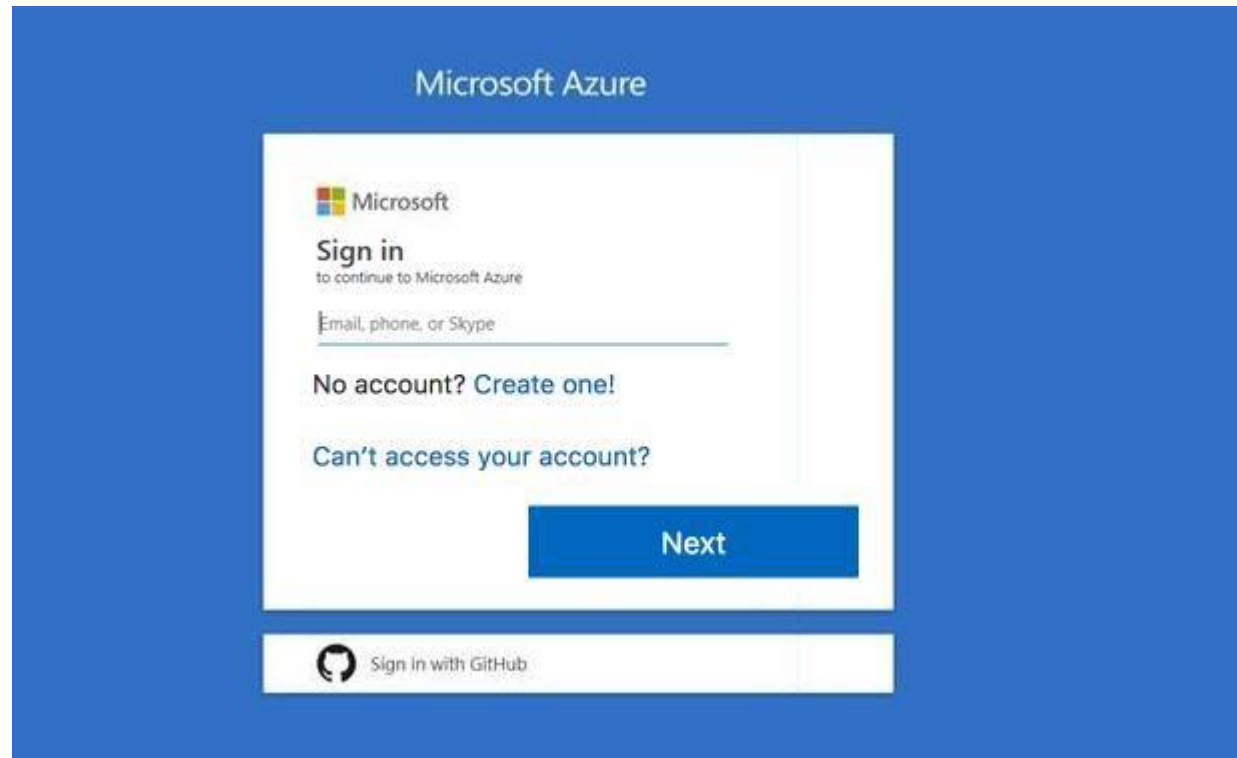 Microsoft Azure
Microsoft
Sign in
to continue to Microsoft Azure
Email, phone, or Skype
No account? Create one!
Can't access your account?
Next
Sign in with GitHub